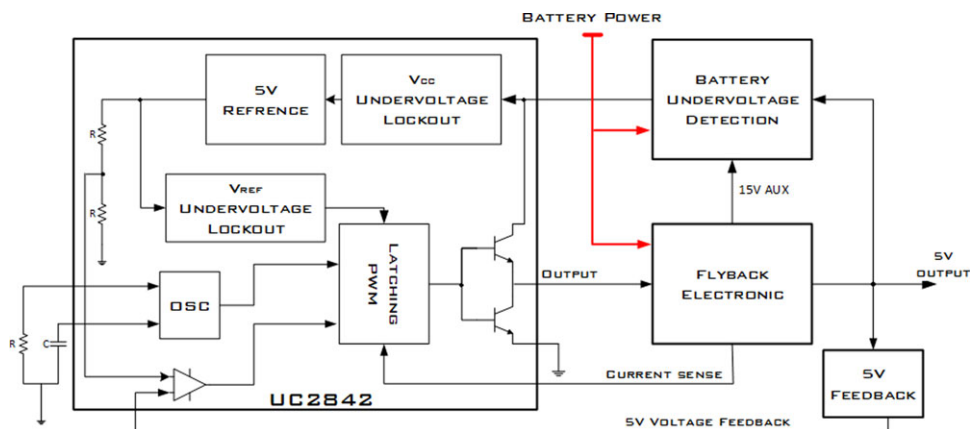 BATTERY POWER
5V
REFRENCE
VCC
UNDERVOLTAGE
LOCKOUT
BATTERY
UNDERVOLTAGE
DETECTION
R
R
VREF
UNDERVOLTAGE
LOCKOUT
15V AUX
LATCHING
PWM
OUTPUT
FLYBACK
ELECTRONIC
5V
OUTPUT
OSC
R
C
CURRENT SENSE
5V
FEEDBACK
UC2842
5V VOLTAGE FEEDBACK